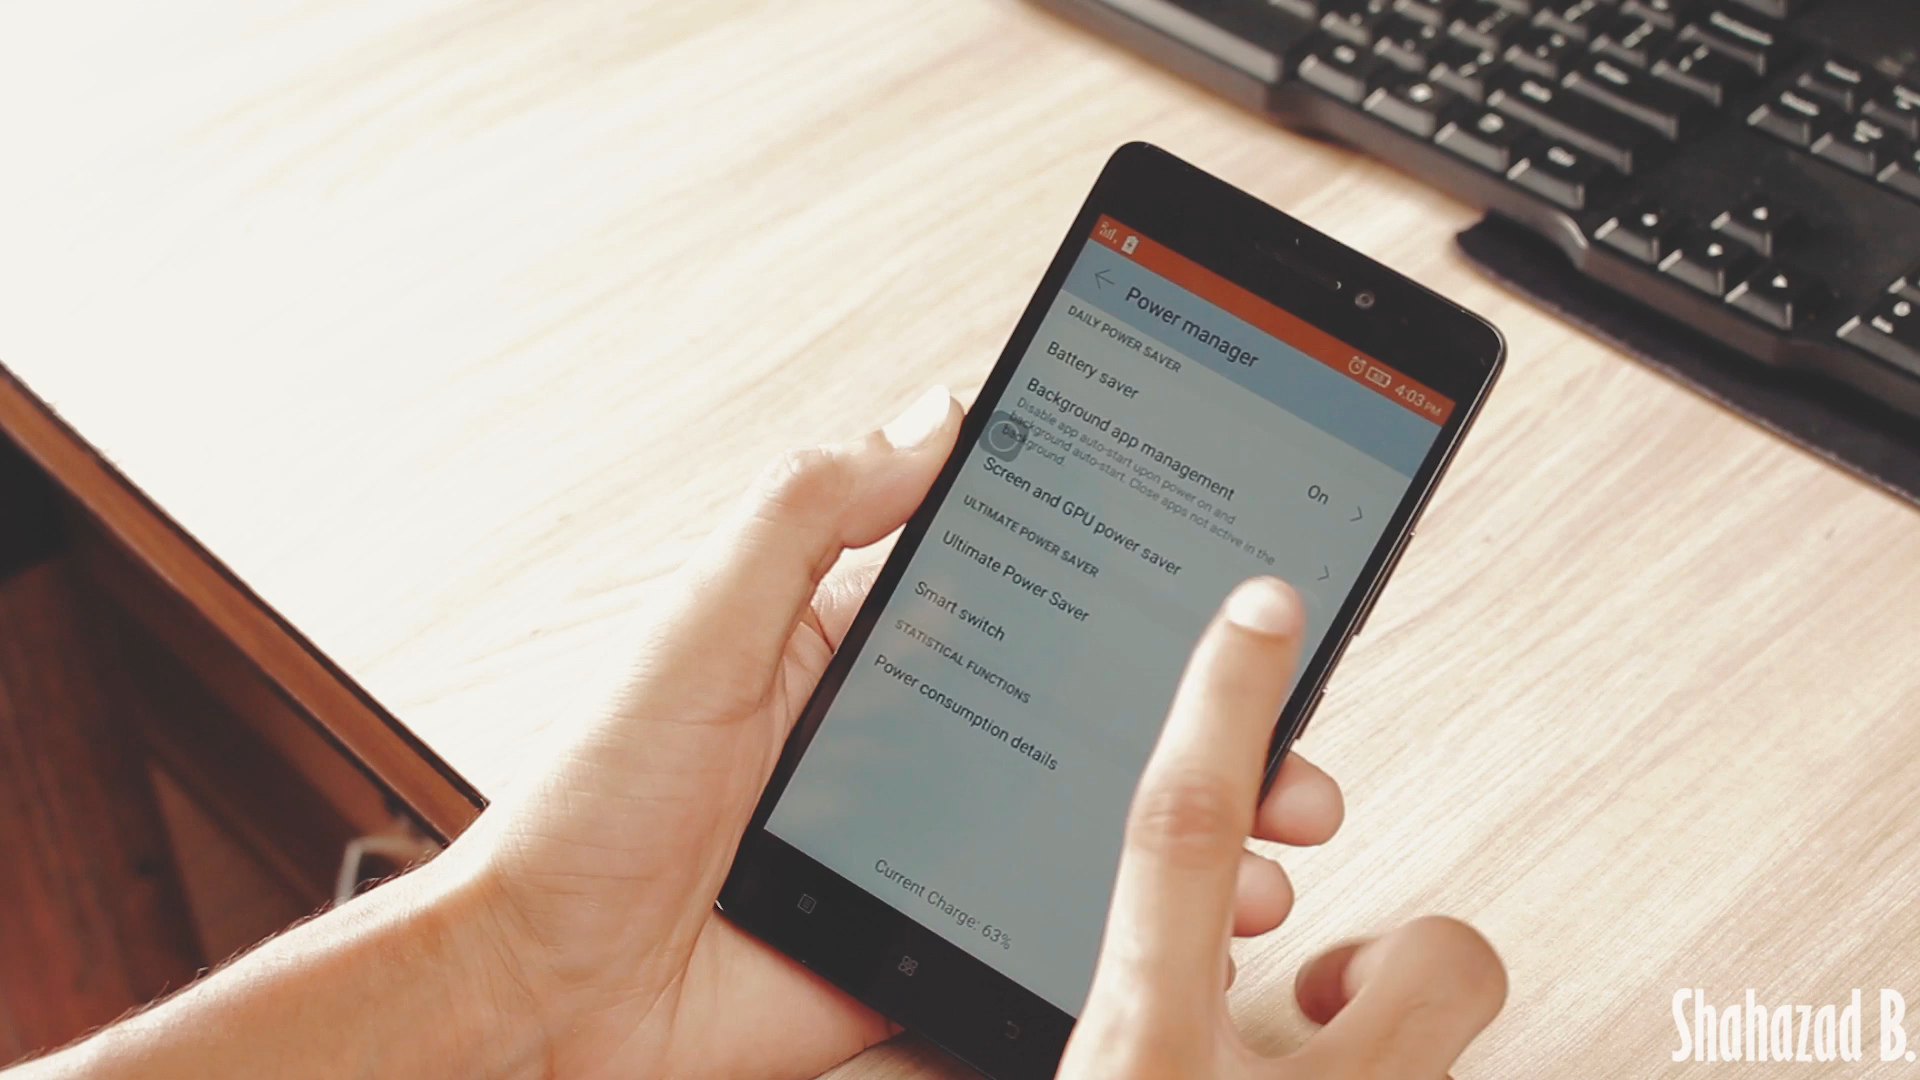 63
4:03 PM
Power manager
DAILY POWER SAVER
Battery saver
On
Background app management
Disable app auto-start upon power on and
background auto-start. Close apps not active in the
background.
Screen and GPU power saver
ULTIMATE POWER SAVER
Ultimate Power Saver
Smart switch
STATISTICAL FUNCTIONS
Power consumption details
Current Charge: 63%
Shahazad B.